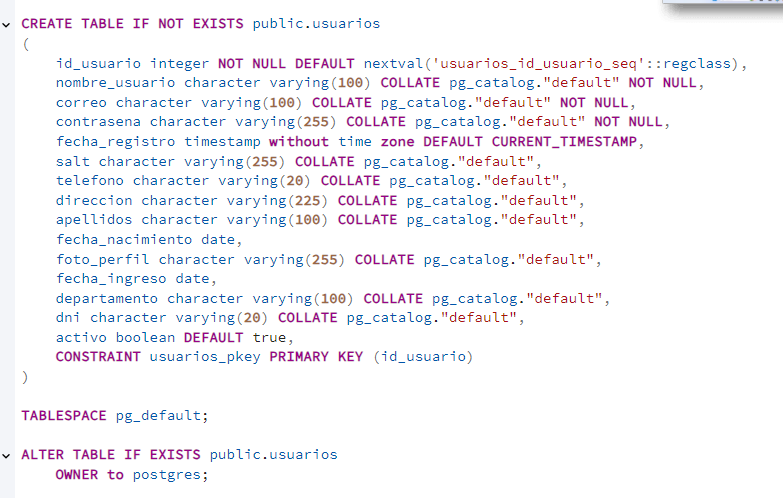 CREATE TABLE IF NOT EXISTS public.usuarios
(
    id_usuario integer NOT NULL DEFAULT nextval('usuarios_id_usuario_seq'::regclass),
    nombre_usuario character varying(100) COLLATE pg_catalog."default" NOT NULL,
    correo character varying(100) COLLATE pg_catalog."default" NOT NULL,
    contrasena character varying(255) COLLATE pg_catalog."default" NOT NULL,
    fecha_registro timestamp without time zone DEFAULT CURRENT_TIMESTAMP,
    salt character varying(255) COLLATE pg_catalog."default",
    telefono character varying(20) COLLATE pg_catalog."default",
    direccion character varying(225) COLLATE pg_catalog."default",
    apellidos character varying(100) COLLATE pg_catalog."default",
    fecha_nacimiento date,
    foto_perfil character varying(255) COLLATE pg_catalog."default",
    fecha_ingreso date,
    departamento character varying(100) COLLATE pg_catalog."default",
    dni character varying(20) COLLATE pg_catalog."default",
    activo boolean DEFAULT true,
    CONSTRAINT usuarios_pkey PRIMARY KEY (id_usuario)
)
TABLESPACE pg_default;
ALTER TABLE IF EXISTS public.usuarios
    OWNER to postgres;